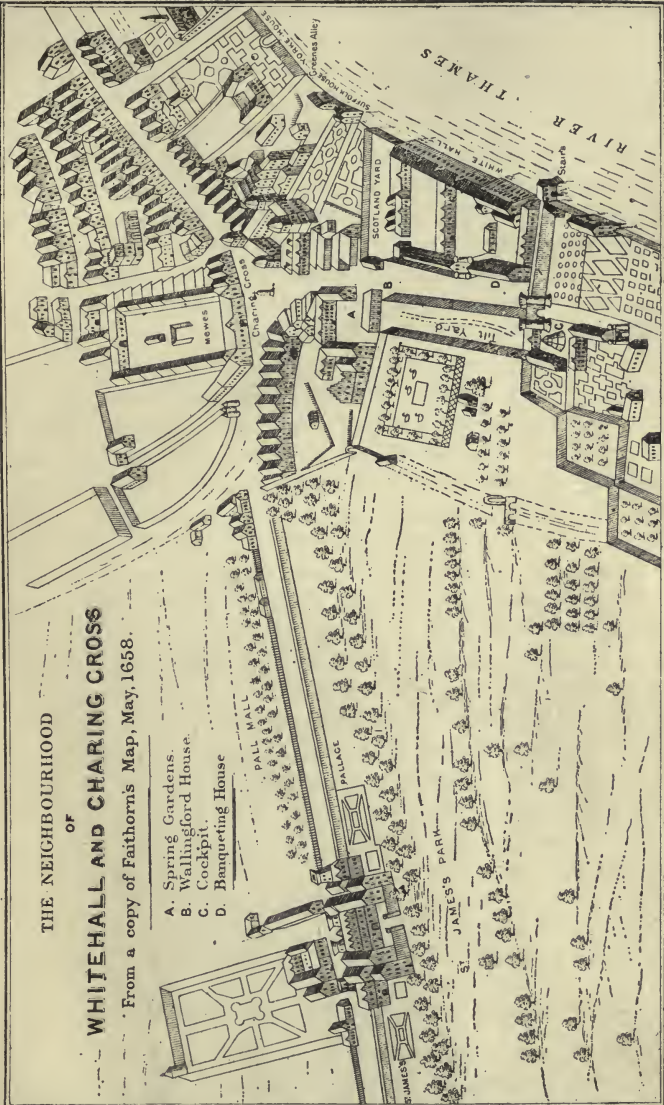 THE NEIGHBOURHOOD
OF
WHITEHALL AND CHARING CROSS
From a copy of Faithorn's Map, May, 1658.
A. Spring Gardens.
B. Wallingford House.
C. Cockpit.
D. Banqueting House
PALL MALL
ST JAMES'S
PALLACE
ST JAMES'S PARK
MEWES
Charing Cross
YORKE HOUSE
Greenes Alley
SUFFOLK HOUSE
SCOTLAND YARD
WHITE HALL
RIVER THAMES
Stairs
A
B
Tilt Yard
D
C